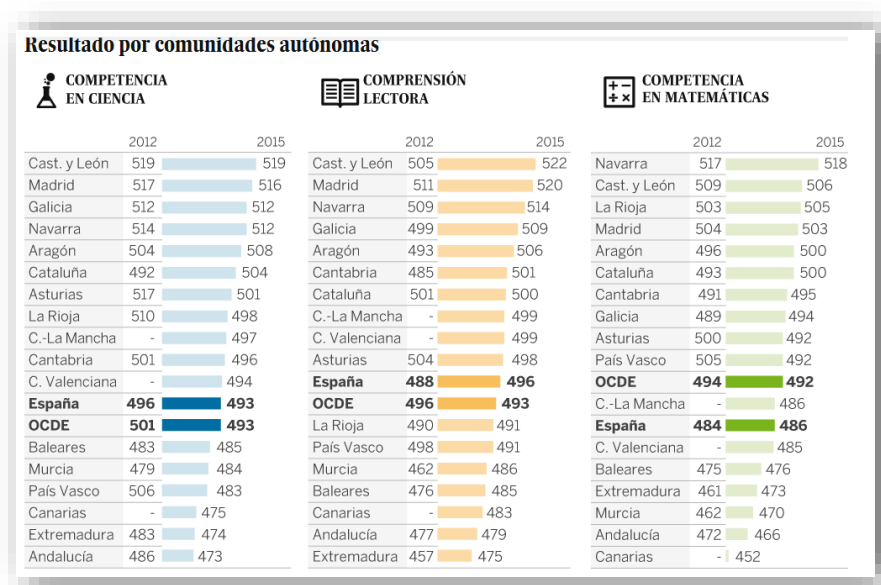 Resultado por comunidades autónomas
COMPETENCIA
EN CIENCIA
2012 2015
Cast. y León 519 519
Madrid 517 516
Galicia 512 512
Navarra 514 512
Aragón 504 508
Cataluña 492 504
Asturias 517 501
La Rioja 510 498
C.-La Mancha - 497
Cantabria 501 496
C. Valenciana - 494
España 496 493
OCDE 501 493
Baleares 483 485
Murcia 479 484
País Vasco 506 483
Canarias - 475
Extremadura 483 474
Andalucía 486 473
COMPRENSIÓN
LECTORA
2012 2015
Cast. y León 505 522
Madrid 511 520
Navarra 509 514
Galicia 499 509
Aragón 493 506
Cantabria 485 501
Cataluña 501 500
C.-La Mancha - 499
C. Valenciana - 499
Asturias 504 498
España 488 496
OCDE 496 493
La Rioja 490 491
País Vasco 498 491
Murcia 462 486
Baleares 476 485
Canarias - 483
Andalucía 477 479
Extremadura 457 475
COMPETENCIA
EN MATEMÁTICAS
2012 2015
Navarra 517 518
Cast. y León 509 506
La Rioja 503 505
Madrid 504 503
Aragón 496 500
Cataluña 493 500
Cantabria 491 495
Galicia 489 494
Asturias 500 492
País Vasco 505 492
OCDE 494 492
C.-La Mancha - 486
España 484 486
C. Valenciana - 485
Baleares 475 476
Extremadura 461 473
Murcia 462 470
Andalucía 472 466
Canarias - 452